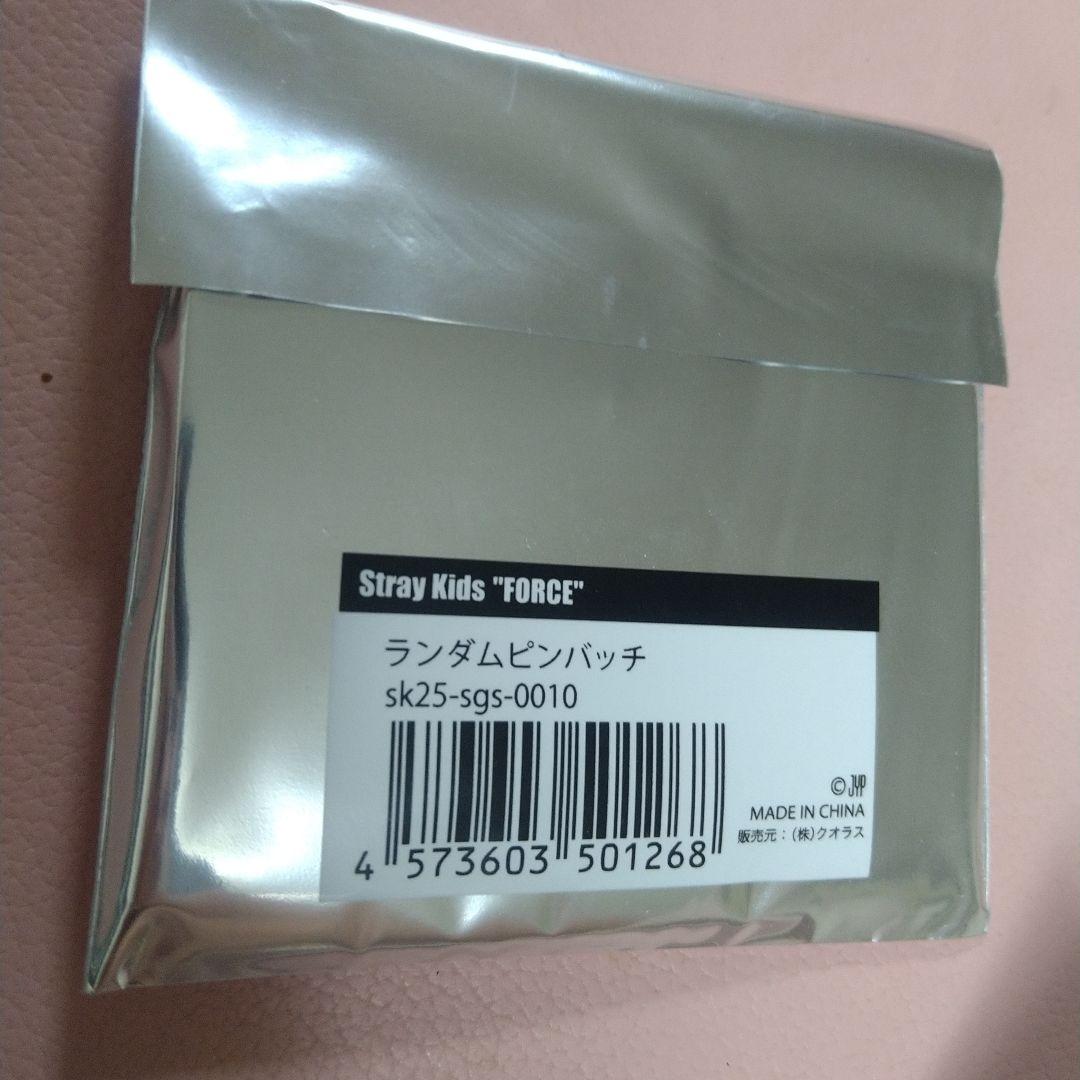 Stray Kids "FORCE"
ランダムピンバッチ
sk25-sgs-0010
© JYP
MADE IN CHINA
販売元：(株)クオラス
4 573603 501268